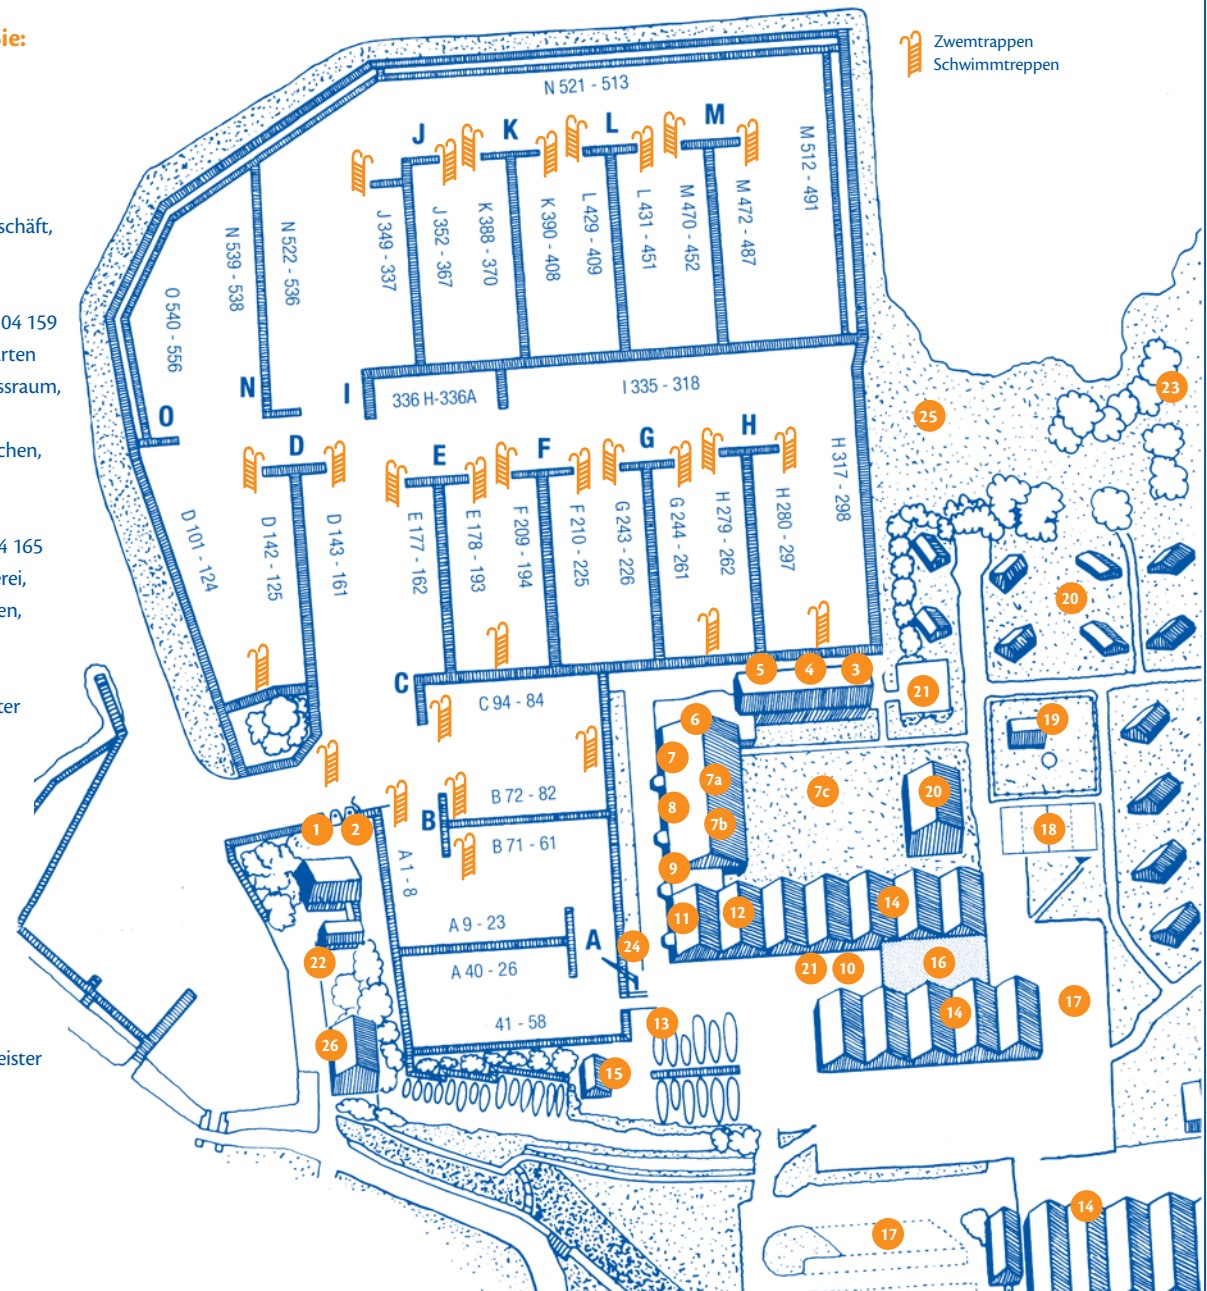 sie:
schäft,
04 159
arten
ssraum,
chen,
4 165
erei,
en,
ter
eister
Zwemtrappen
Schwimmtreppen
N 521 - 513
J
K
L
M
M 512 - 491
J 349 - 337
J 352 - 367
K 388 - 370
K 390 - 408
L 429 - 409
L 431 - 451
M 470 - 452
M 472 - 487
N 539 - 538
N 522 - 536
O 540 - 556
N
I
336 H-336A
I 335 - 318
O
D
E
F
G
H
H 317 - 298
D 101 - 124
D 142 - 125
D 143 - 161
E 177 - 162
E 178 - 193
F 209 - 194
F 210 - 225
G 243 - 226
G 244 - 261
H 279 - 262
H 280 - 297
25
23
20
C
C 94 - 84
5
4
3
21
6
7
7a
19
B 72 - 82
8
7b
7c
20
B
B 71 - 61
1
2
18
A 1 - 8
9
A 9 - 23
A
11
12
14
24
22
A 40 - 26
21
10
16
17
41 - 58
13
14
26
15
17
14